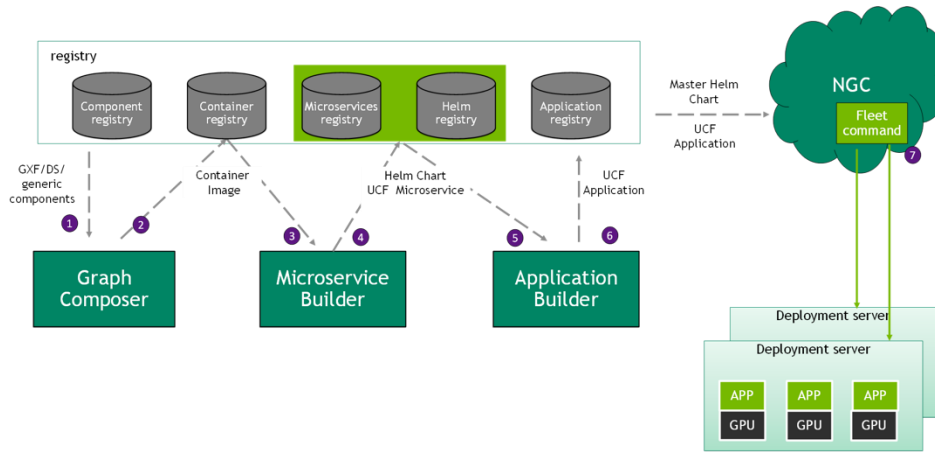 registry
Component
registry
Container
registry
Microservices
registry
Helm
registry
Application
registry
Master Helm
Chart
UCF
Application
NGC
Fleet
command
7
GXF/DS/
generic
components
Container
Image
Helm Chart
UCF Microservice
UCF
Application
1
2
3
4
5
6
Graph
Composer
Microservice
Builder
Application
Builder
Deployment server
Deployment server
APP
APP
APP
GPU
GPU
GPU